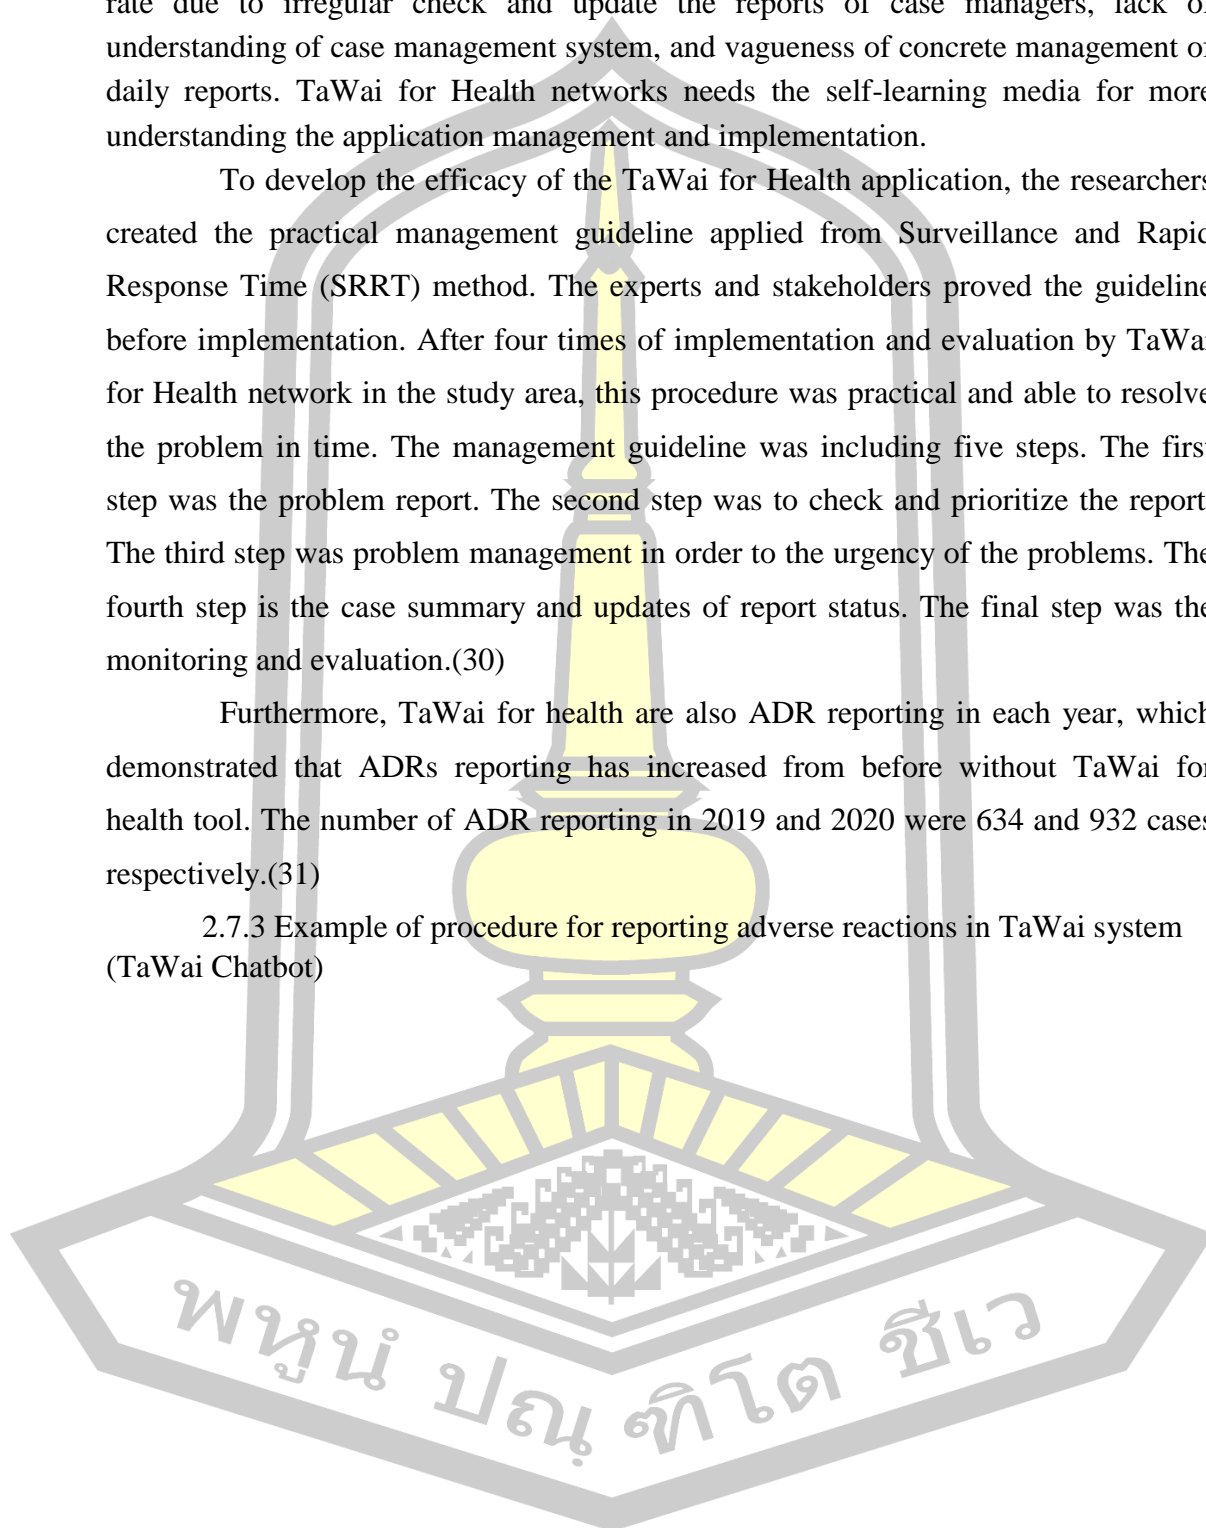 rate due to irregular check and update the reports of case managers, lack of
understanding of case management system, and vagueness of concrete management of
daily reports. TaWai for Health networks needs the self-learning media for more
understanding the application management and implementation.
To develop the efficacy of the TaWai for Health application, the researchers
created the practical management guideline applied from Surveillance and Rapid
Response Time (SRRT) method. The experts and stakeholders proved the guideline
before implementation. After four times of implementation and evaluation by TaWai
for Health network in the study area, this procedure was practical and able to resolve
the problem in time. The management guideline was including five steps. The first
step was the problem report. The second step was to check and prioritize the report.
The third step was problem management in order to the urgency of the problems. The
fourth step is the case summary and updates of report status. The final step was the
monitoring and evaluation.(30)
Furthermore, TaWai for health are also ADR reporting in each year, which
demonstrated that ADRs reporting has increased from before without TaWai for
health tool. The number of ADR reporting in 2019 and 2020 were 634 and 932 cases
respectively.(31)
2.7.3 Example of procedure for reporting adverse reactions in TaWai system
(TaWai Chatbot)
พหูนํ ปณฺฑิโต ชีเว